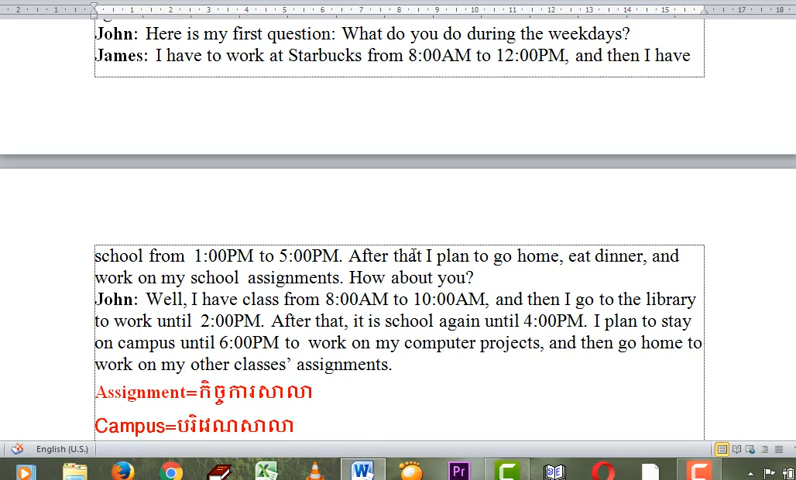 John: Here is my first question: What do you do during the weekdays?
James: I have to work at Starbucks from 8:00AM to 12:00PM, and then I have
school from 1:00PM to 5:00PM. After that I plan to go home, eat dinner, and
work on my school assignments. How about you?
John: Well, I have class from 8:00AM to 10:00AM, and then I go to the library
to work until 2:00PM. After that, it is school again until 4:00PM. I plan to stay
on campus until 6:00PM to work on my computer projects, and then go home to
work on my other classes’ assignments.
Assignment=កិច្ចការសាលា
Campus=បរិវេណសាលា
English (U.S.)